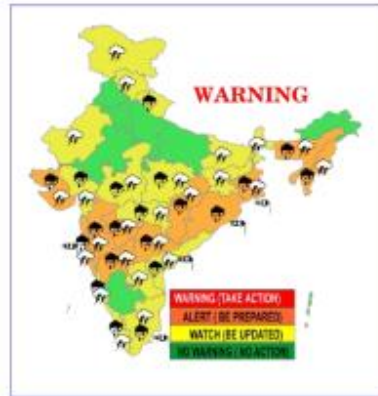 WARNING
WARNING (TAKE ACTION)
ALERT ( BE PREPARED)
WATCH (BE UPDATED)
NO WARNING ( NO ACTION)